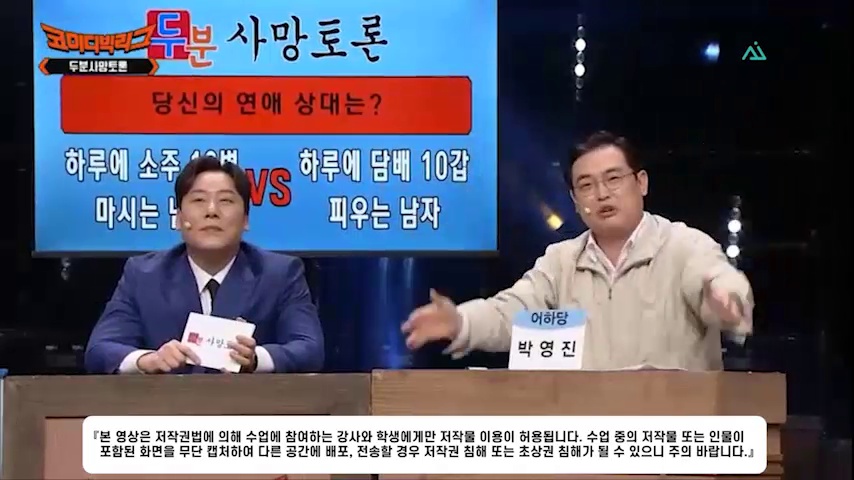 코미디빅리그
두분사망토론
두분 사망토론
당신의 연애 상대는?
하루에 소주
마시는
VS
하루에 담배 10갑
피우는 남자
두분 사망토론
어하당
박영진
『본 영상은 저작권법에 의해 수업에 참여하는 강사와 학생에게만 저작물 이용이 허용됩니다. 수업 중의 저작물 또는 인물이
포함된 화면을 무단 캡처하여 다른 공간에 배포, 전송할 경우 저작권 침해 또는 초상권 침해가 될 수 있으니 주의 바랍니다.』